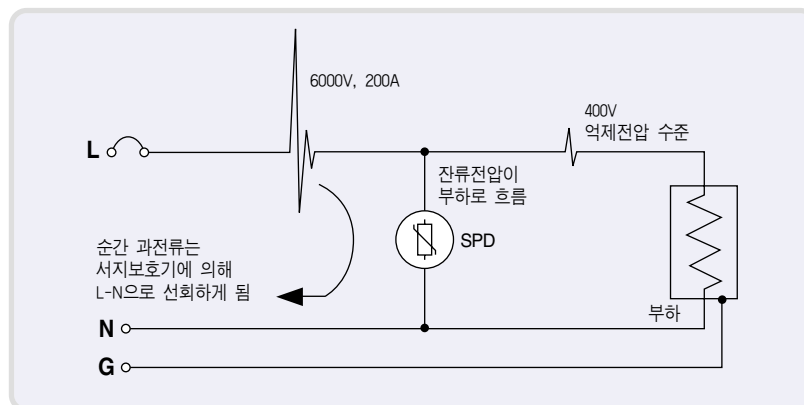 6000V, 200A
400V
억제전압 수준
L
잔류전압이
부하로 흐름
SPD
순간 과전류는
서지보호기에 의해
L-N으로 선회하게 됨
부하
N
G